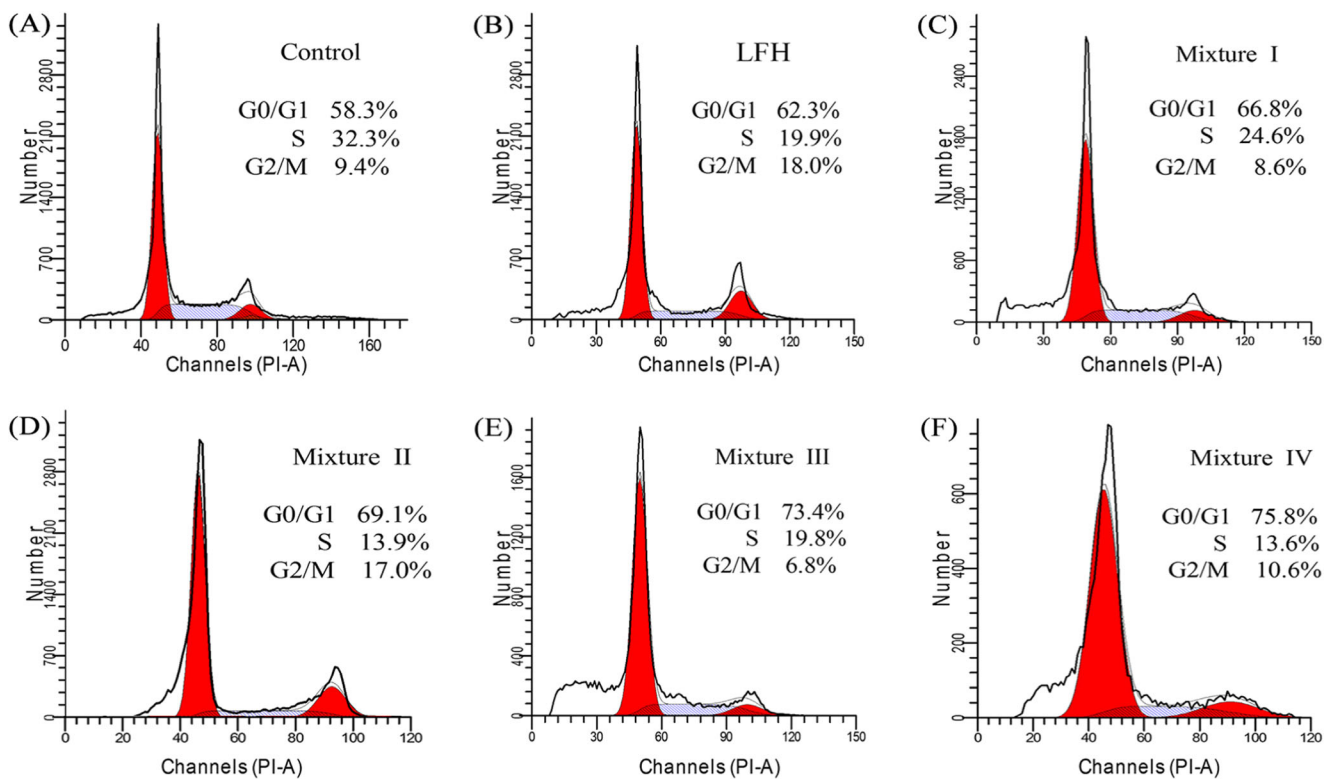 (A)
Control
G0/G1 58.3%
S 32.3%
G2/M 9.4%
Number
0 700 1400 2100 2800
0 40 80 120 160
Channels (PI-A)
(B)
LFH
G0/G1 62.3%
S 19.9%
G2/M 18.0%
Number
0 700 1400 2100 2800
0 30 60 90 120 150
Channels (PI-A)
(C)
Mixture I
G0/G1 66.8%
S 24.6%
G2/M 8.6%
Number
0 600 1200 1800 2400
0 30 60 90 120 150
Channels (PI-A)
(D)
Mixture II
G0/G1 69.1%
S 13.9%
G2/M 17.0%
Number
0 700 1400 2100 2800
0 20 40 60 80 100 120
Channels (PI-A)
(E)
Mixture III
G0/G1 73.4%
S 19.8%
G2/M 6.8%
Number
0 400 800 1200 1600
0 30 60 90 120 150
Channels (PI-A)
(F)
Mixture IV
G0/G1 75.8%
S 13.6%
G2/M 10.6%
Number
0 200 400 600
0 20 40 60 80 100 120
Channels (PI-A)